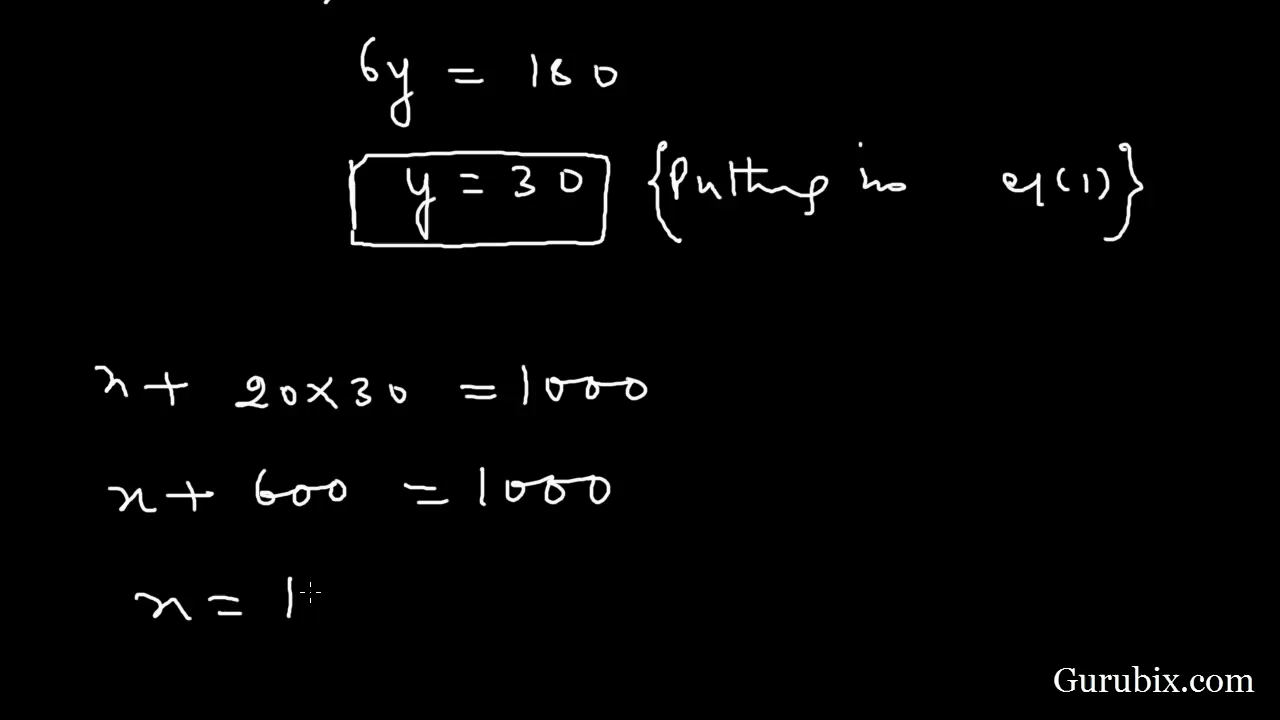 6y = 180
y = 30 {Putting in eq(1)}
x + 20 × 30 = 1000
x + 600 = 1000
x = 1
Gurubix.com